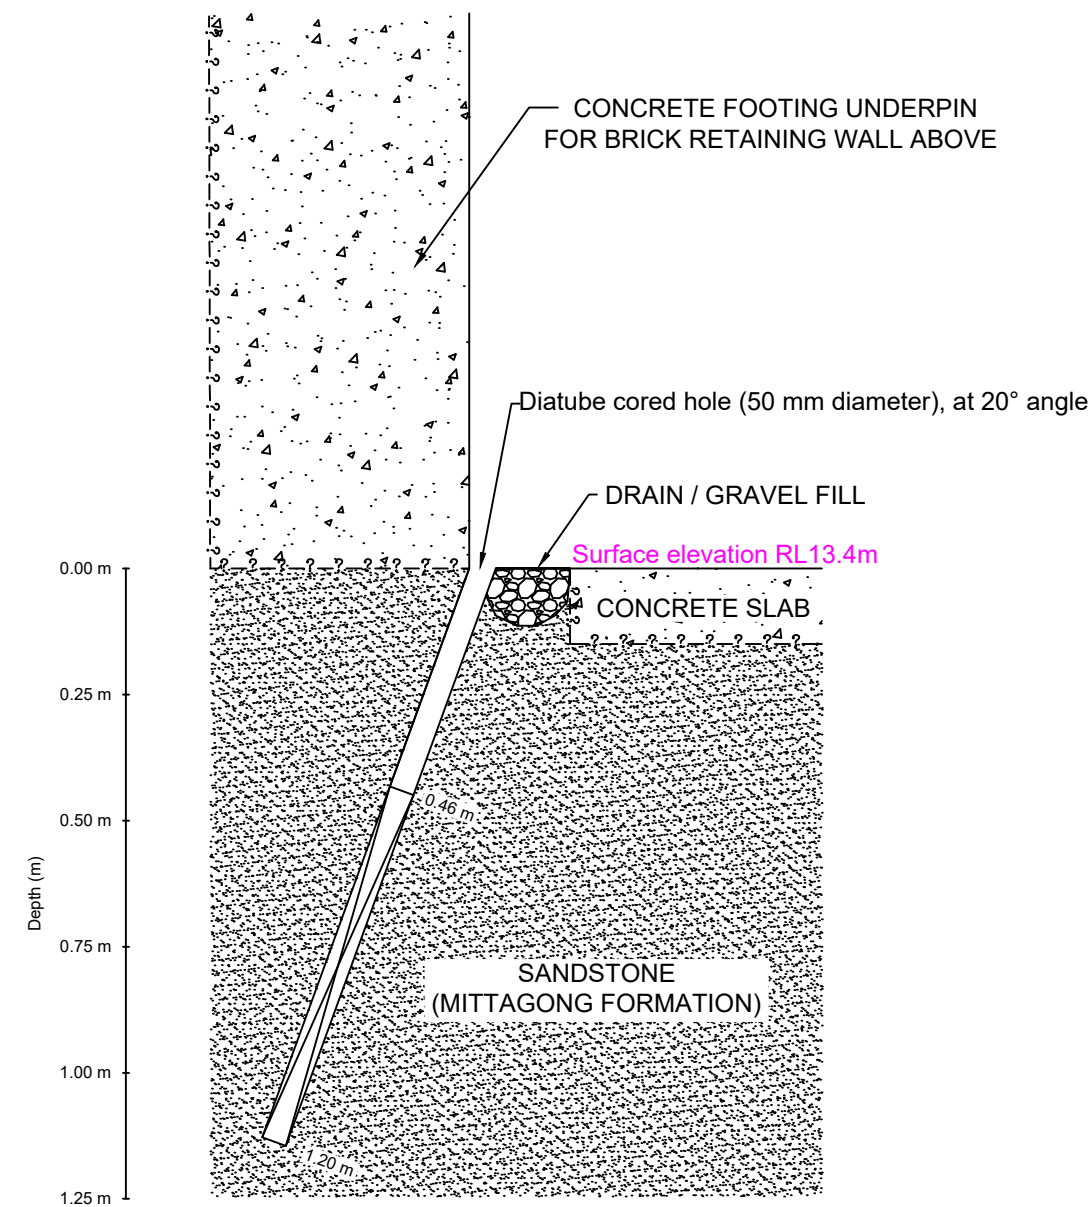 CONCRETE FOOTING UNDERPIN
FOR BRICK RETAINING WALL ABOVE
Diatube cored hole (50 mm diameter), at 20° angle
DRAIN / GRAVEL FILL
Surface elevation RL13.4m
0.00 m
CONCRETE SLAB
0.25 m
0.46 m
0.50 m
Depth (m)
0.75 m
SANDSTONE
(MITTAGONG FORMATION)
1.00 m
1.20 m
1.25 m